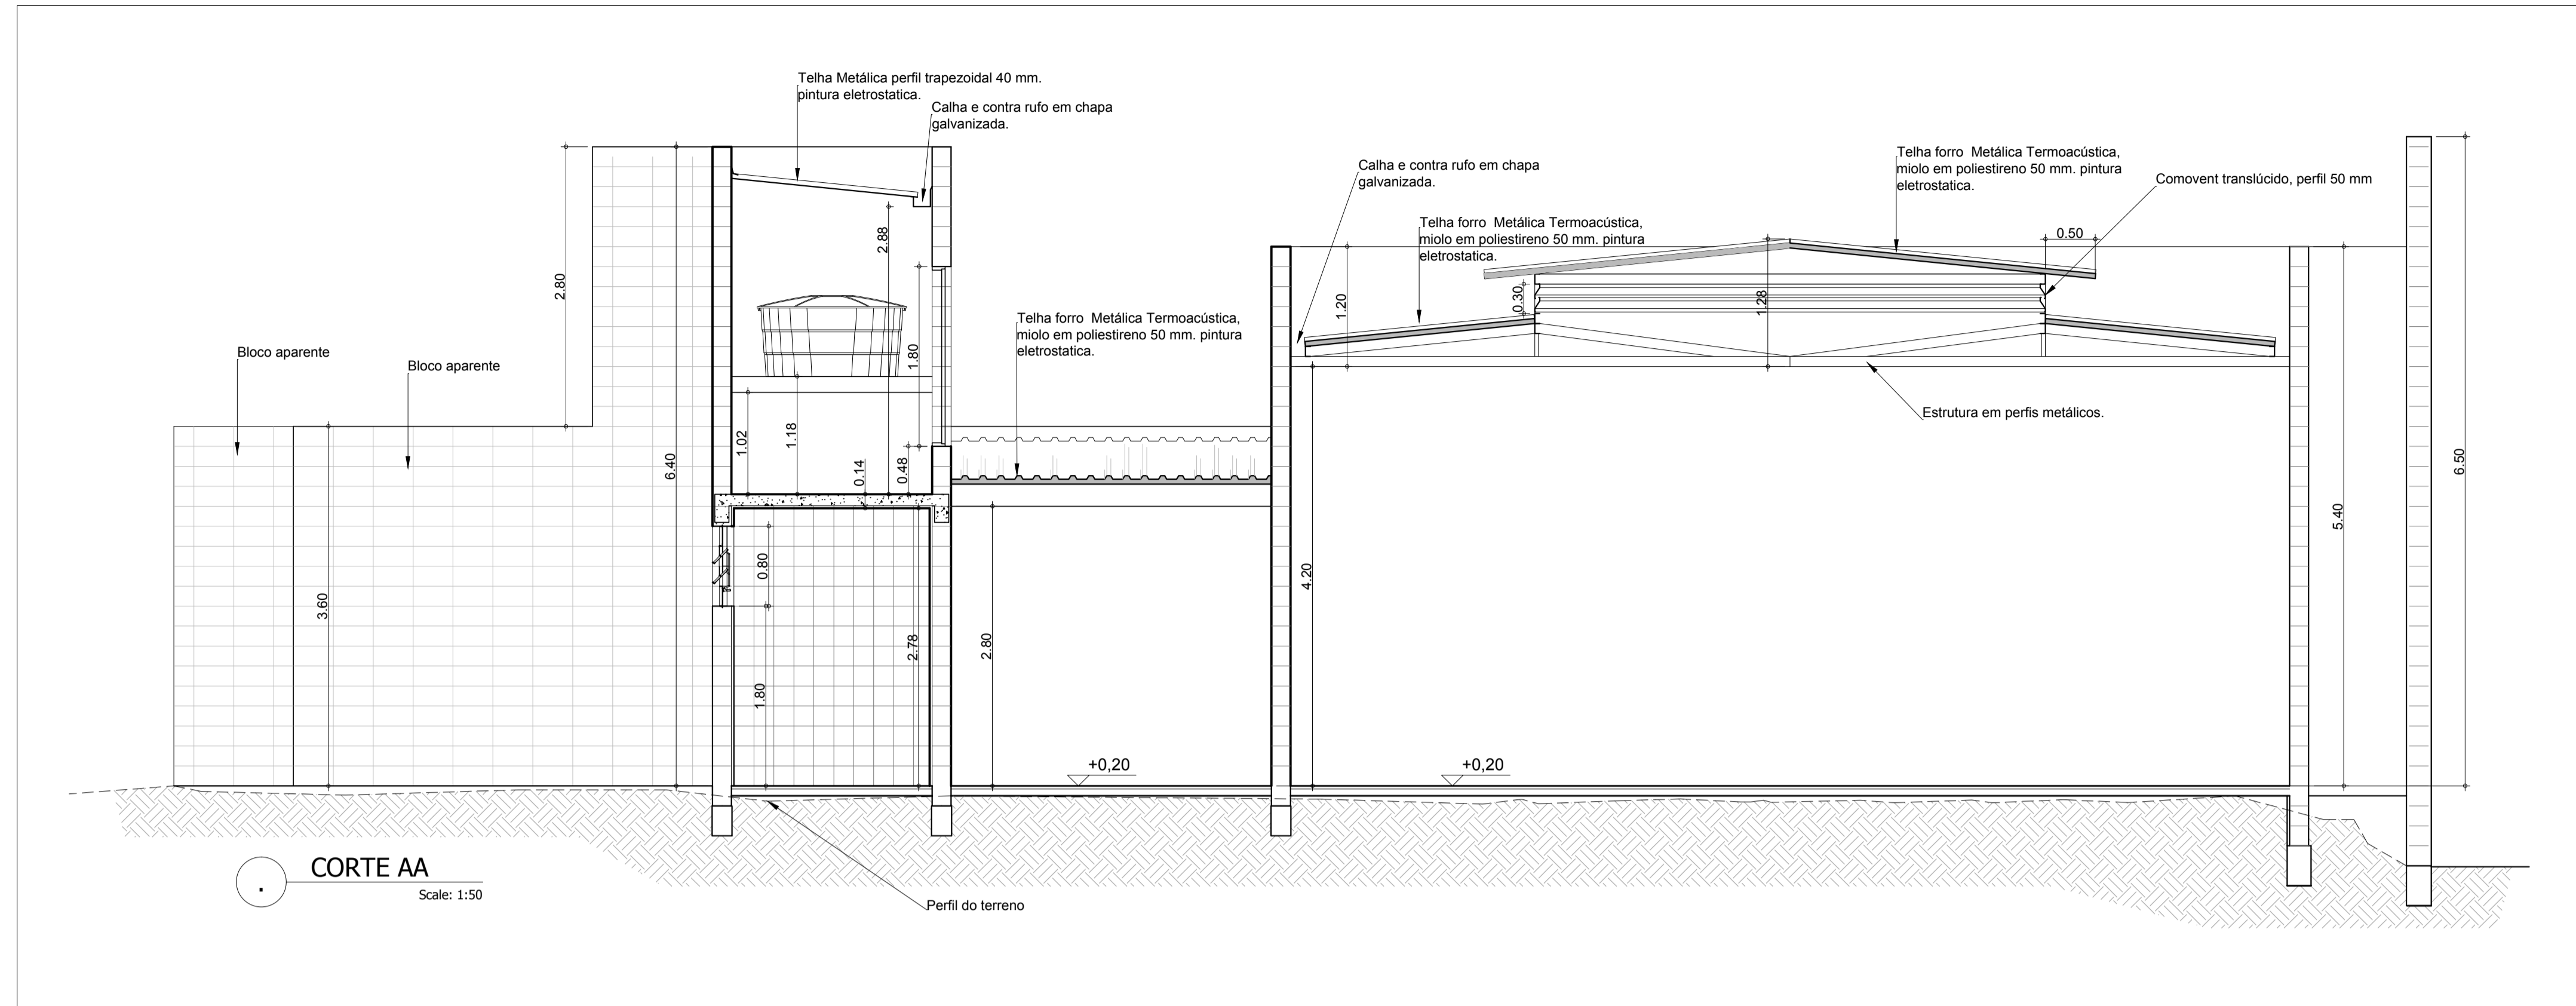 Telha Metálica perfil trapezoidal 40 mm.
pintura eletrostatica.
Calha e contra rufo em chapa
galvanizada.
Calha e contra rufo em chapa
galvanizada.
Telha forro Metálica Termoacústica,
miolo em poliestireno 50 mm. pintura
eletrostatica.
Comovent translúcido, perfil 50 mm
Telha forro Metálica Termoacústica,
miolo em poliestireno 50 mm. pintura
eletrostatica.
0.50
2.80
2.88
1.20
0.30
1.28
Telha forro Metálica Termoacústica,
miolo em poliestireno 50 mm. pintura
eletrostatica.
Bloco aparente
Bloco aparente
1.80
Estrutura em perfis metálicos.
1.02
1.18
6.40
0.14
0.48
6.50
5.40
0.80
4.20
3.60
2.78
2.80
1.80
+0,20
+0,20
CORTE AA
.
Scale: 1:50
Perfil do terreno